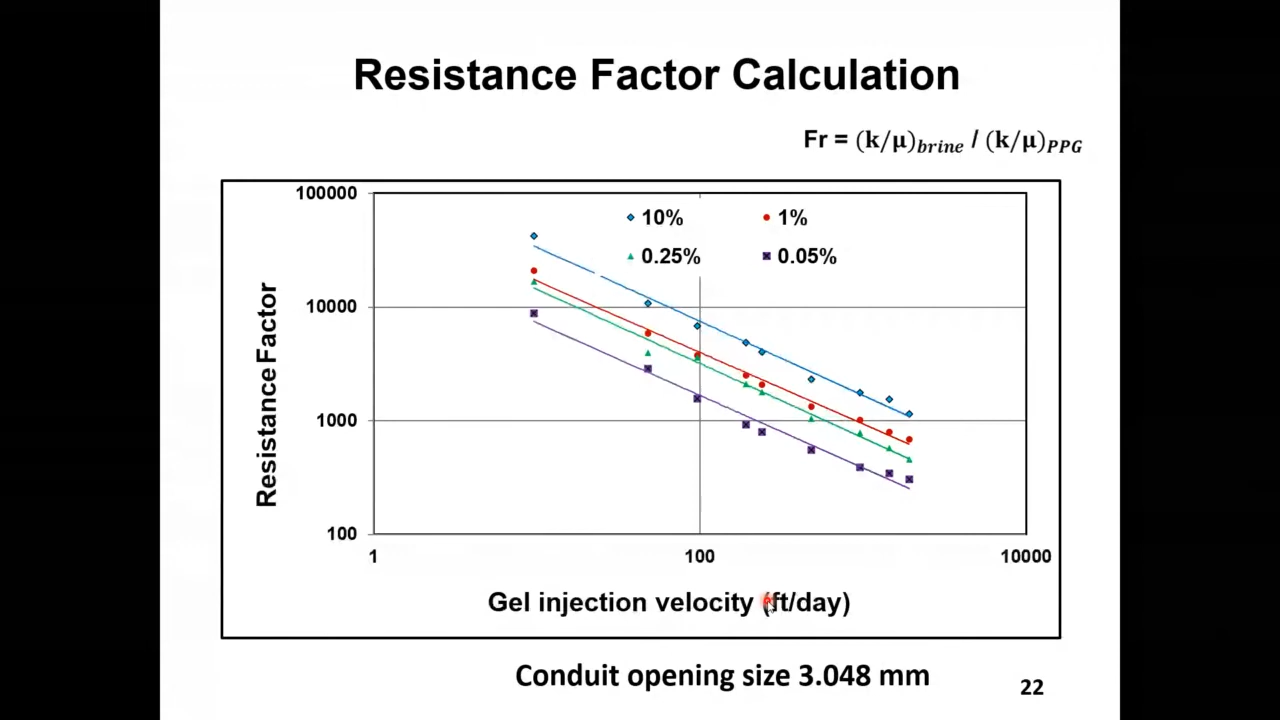 Resistance Factor Calculation
Fr = (k/μ)brine / (k/μ)PPG
100000
10% 1%
0.25% 0.05%
10000
Resistance Factor
1000
100
1 100 10000
Gel injection velocity (ft/day)
Conduit opening size 3.048 mm
22